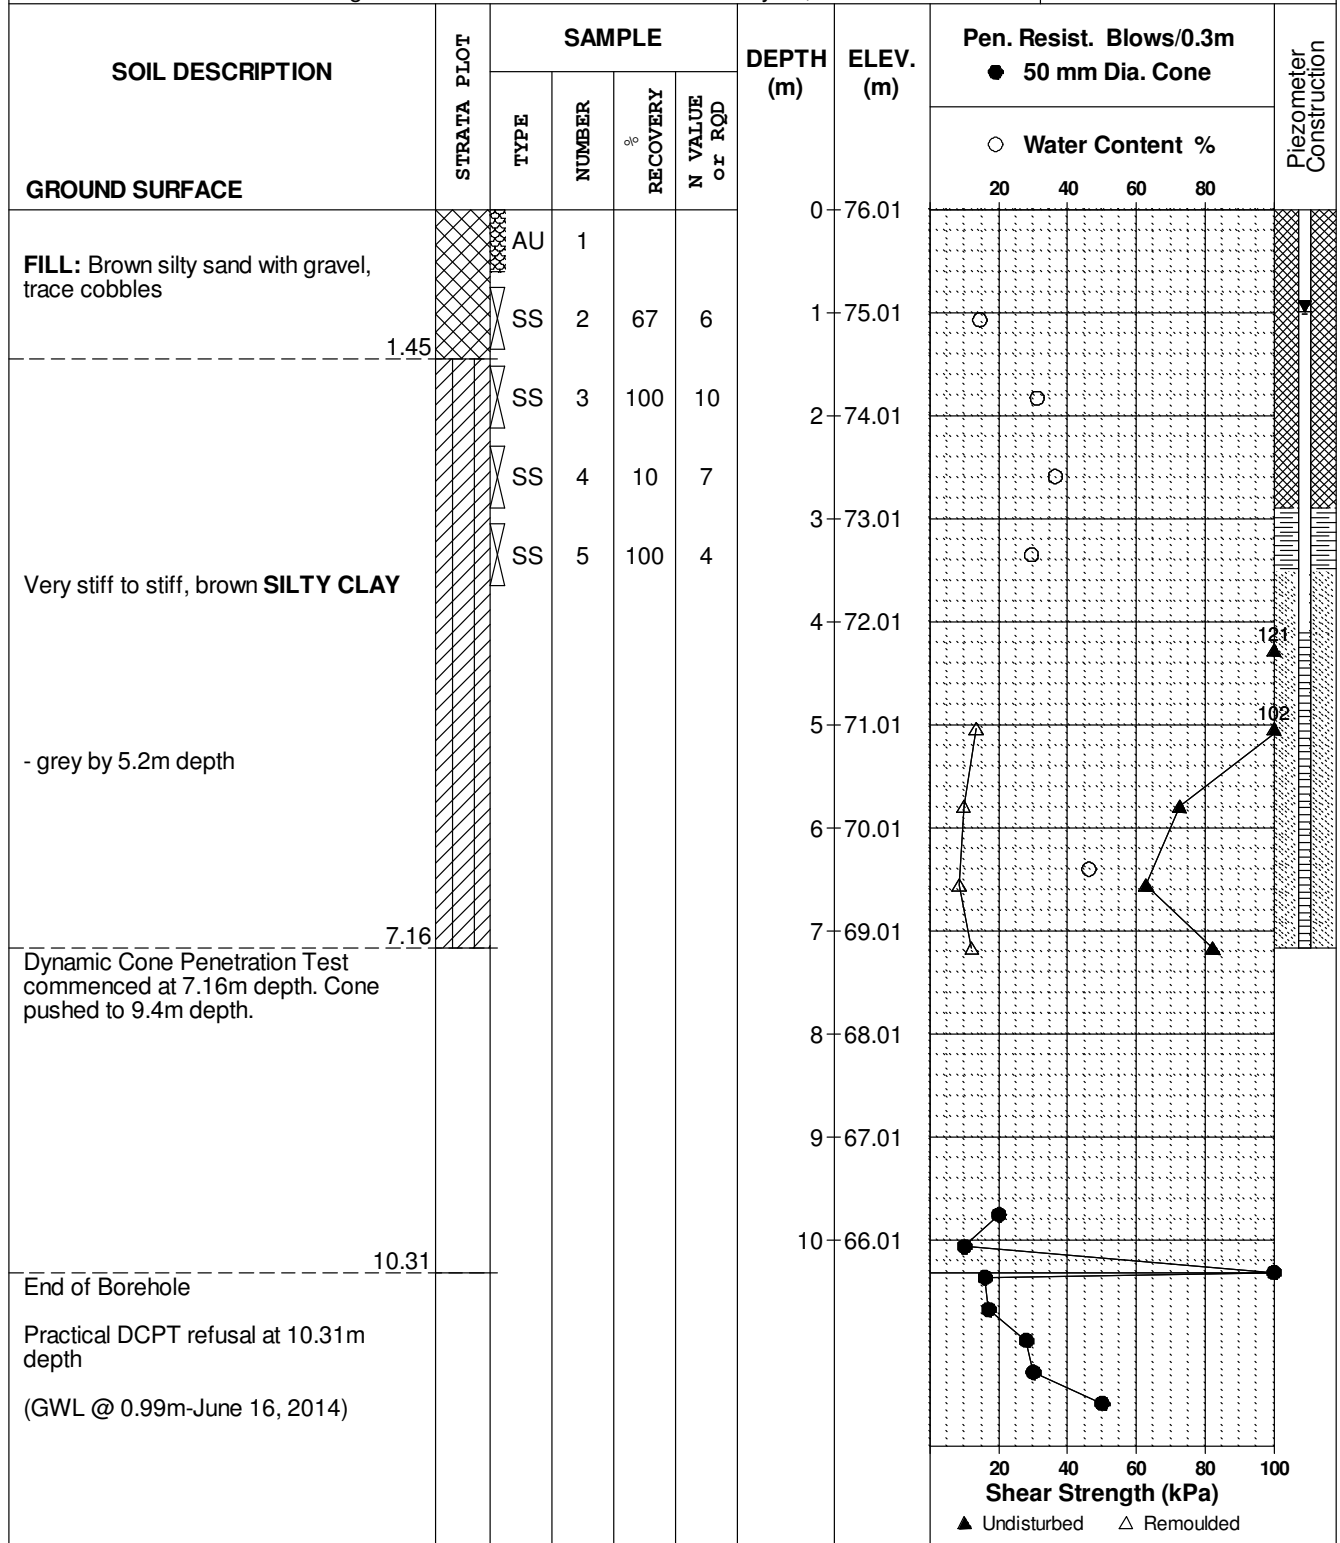 SOIL DESCRIPTION
GROUND SURFACE
STRATA PLOT
SAMPLE
TYPE
NUMBER
%
RECOVERY
N VALUE
or RQD
DEPTH
(m)
ELEV.
(m)
Pen. Resist. Blows/0.3m
● 50 mm Dia. Cone
○ Water Content %
20 40 60 80
Piezometer
Construction
0 76.01
AU 1
FILL: Brown silty sand with gravel,
trace cobbles
SS 2 67 6
1 75.01
1.45
SS 3 100 10
2 74.01
SS 4 10 7
3 73.01
SS 5 100 4
Very stiff to stiff, brown SILTY CLAY
4 72.01
121
102
5 71.01
- grey by 5.2m depth
6 70.01
7.16
7 69.01
Dynamic Cone Penetration Test
commenced at 7.16m depth. Cone
pushed to 9.4m depth.
8 68.01
9 67.01
10 66.01
10.31
End of Borehole
Practical DCPT refusal at 10.31m
depth
(GWL @ 0.99m-June 16, 2014)
20 40 60 80 100
Shear Strength (kPa)
▲ Undisturbed △ Remoulded